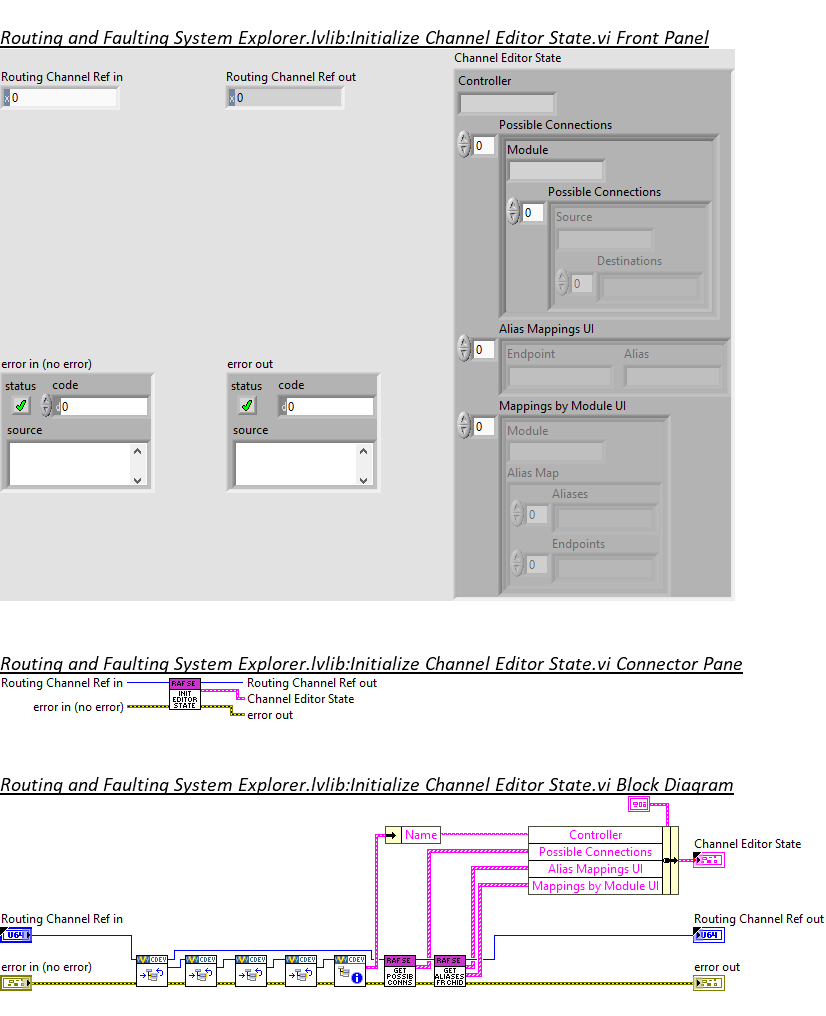 Routing and Faulting System Explorer.lvlib:Initialize Channel Editor State.vi Front Panel
Channel Editor State
Routing Channel Ref in
Routing Channel Ref out
Controller
x 0
x 0
Possible Connections
0
Module
Possible Connections
0
Source
Destinations
0
Alias Mappings UI
0
Endpoint
Alias
error in (no error)
error out
status
code
status
code
d 0
d 0
source
source
Mappings by Module UI
0
Module
Alias Map
Aliases
0
Endpoints
0
Routing and Faulting System Explorer.lvlib:Initialize Channel Editor State.vi Connector Pane
Routing Channel Ref in
RAF SE
INIT
EDITOR
STATE
Routing Channel Ref out
Channel Editor State
error in (no error)
error out
Routing and Faulting System Explorer.lvlib:Initialize Channel Editor State.vi Block Diagram
Name
Controller
Possible Connections
Alias Mappings UI
Mappings by Module UI
Channel Editor State
Routing Channel Ref in
Routing Channel Ref out
U64
U64
error in (no error)
error out
CDEV
CDEV
CDEV
CDEV
CDEV
RAF SE
GET
POSSIB
CONNS
RAF SE
GET
ALIASES
FR CHID